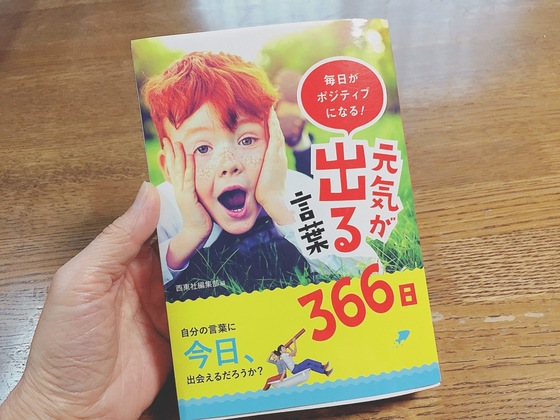 毎日が
ポジティブ
になる!
元気が
出る
言葉
366日
西東社編集部 編
自分の言葉に
今日、
出会えるだろうか?